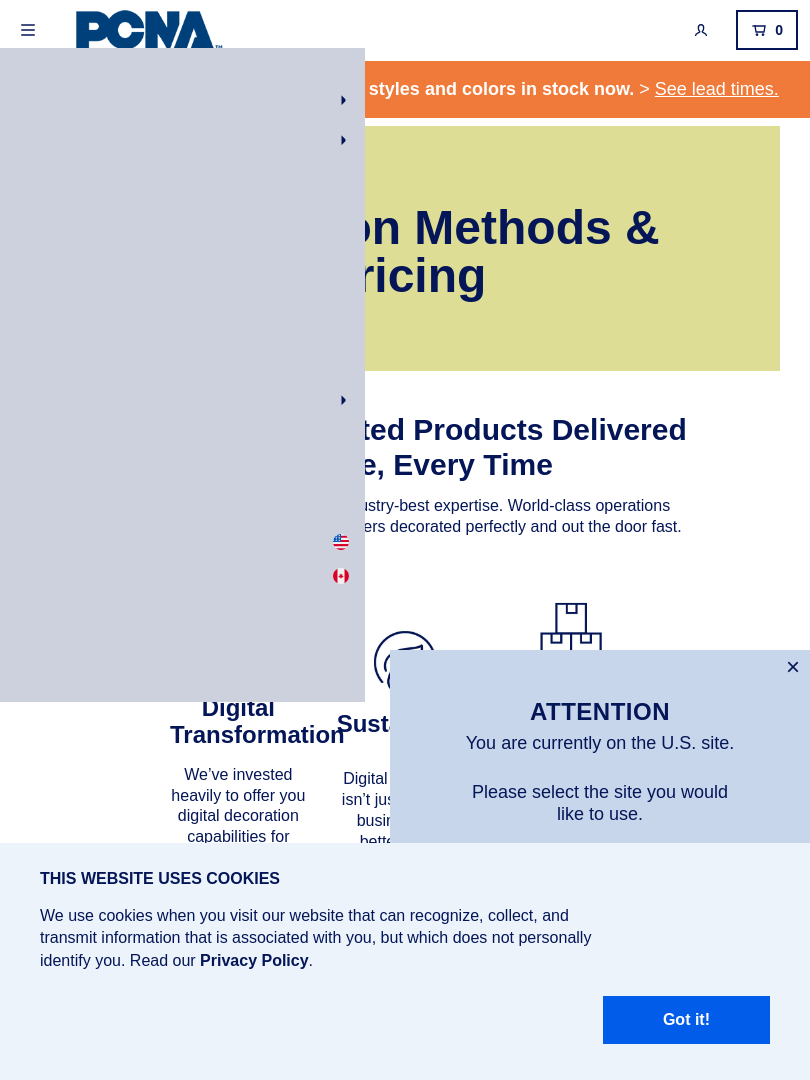 PCNA™
0
styles and colors in stock now. > See lead times.
on Methods &
ricing
ted Products Delivered
e, Every Time
ustry-best expertise. World-class operations
ers decorated perfectly and out the door fast.
Digital
Transformation
We’ve invested
heavily to offer you
digital decoration
capabilities for
Susta
Digital
isn’t jus
busin
bette
ATTENTION
You are currently on the U.S. site.
Please select the site you would
like to use.
THIS WEBSITE USES COOKIES
We use cookies when you visit our website that can recognize, collect, and
transmit information that is associated with you, but which does not personally
identify you. Read our Privacy Policy.
Got it!